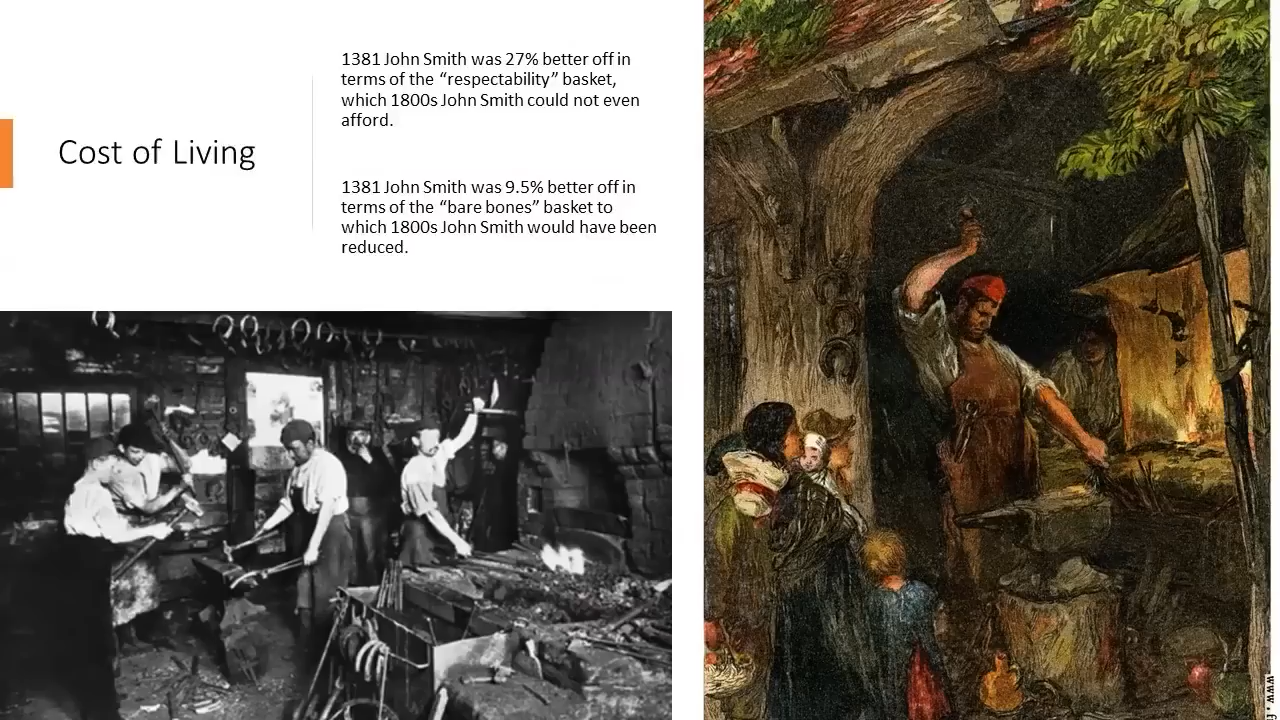 Cost of Living
1381 John Smith was 27% better off in
terms of the “respectability” basket,
which 1800s John Smith could not even
afford.
1381 John Smith was 9.5% better off in
terms of the “bare bones” basket to
which 1800s John Smith would have been
reduced.